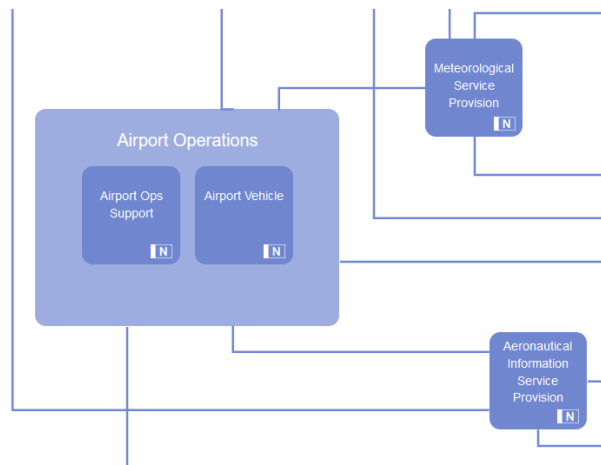 Meteorological
Service
Provision
N
Airport Operations
Airport Ops
Support
N
Airport Vehicle
N
Aeronautical
Information
Service
Provision
N